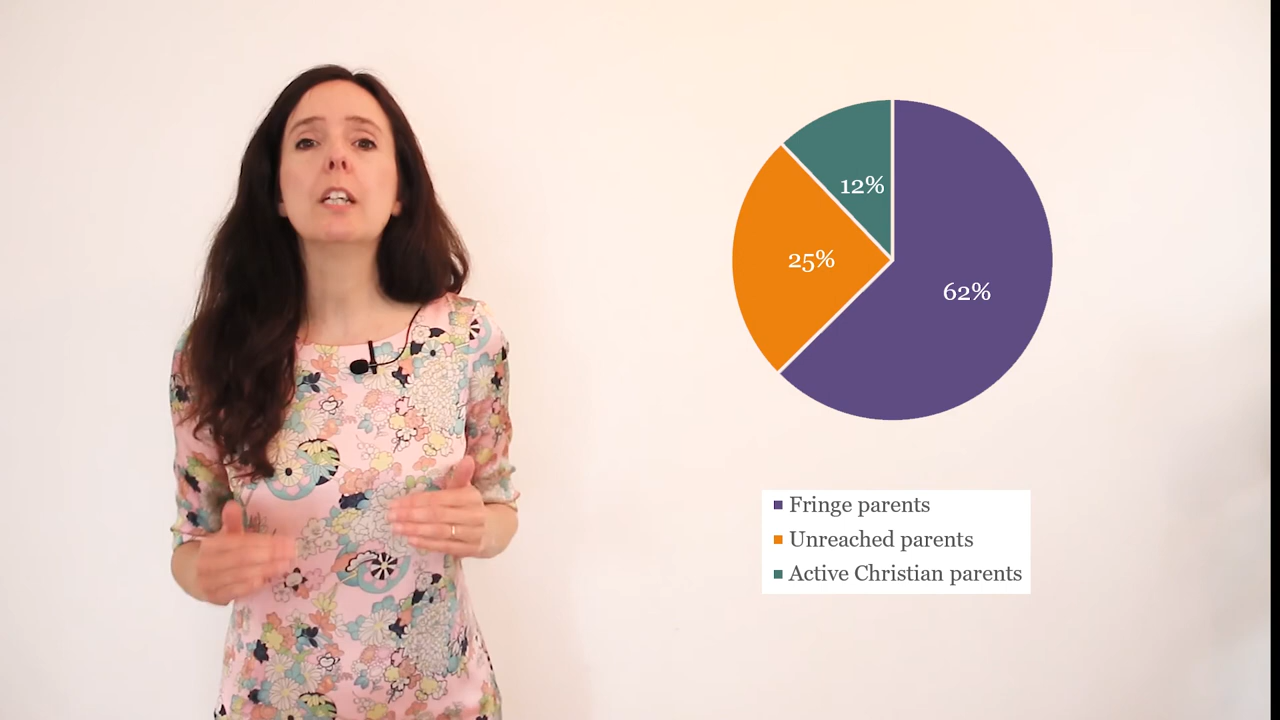 12%
25%
62%
Fringe parents
Unreached parents
Active Christian parents